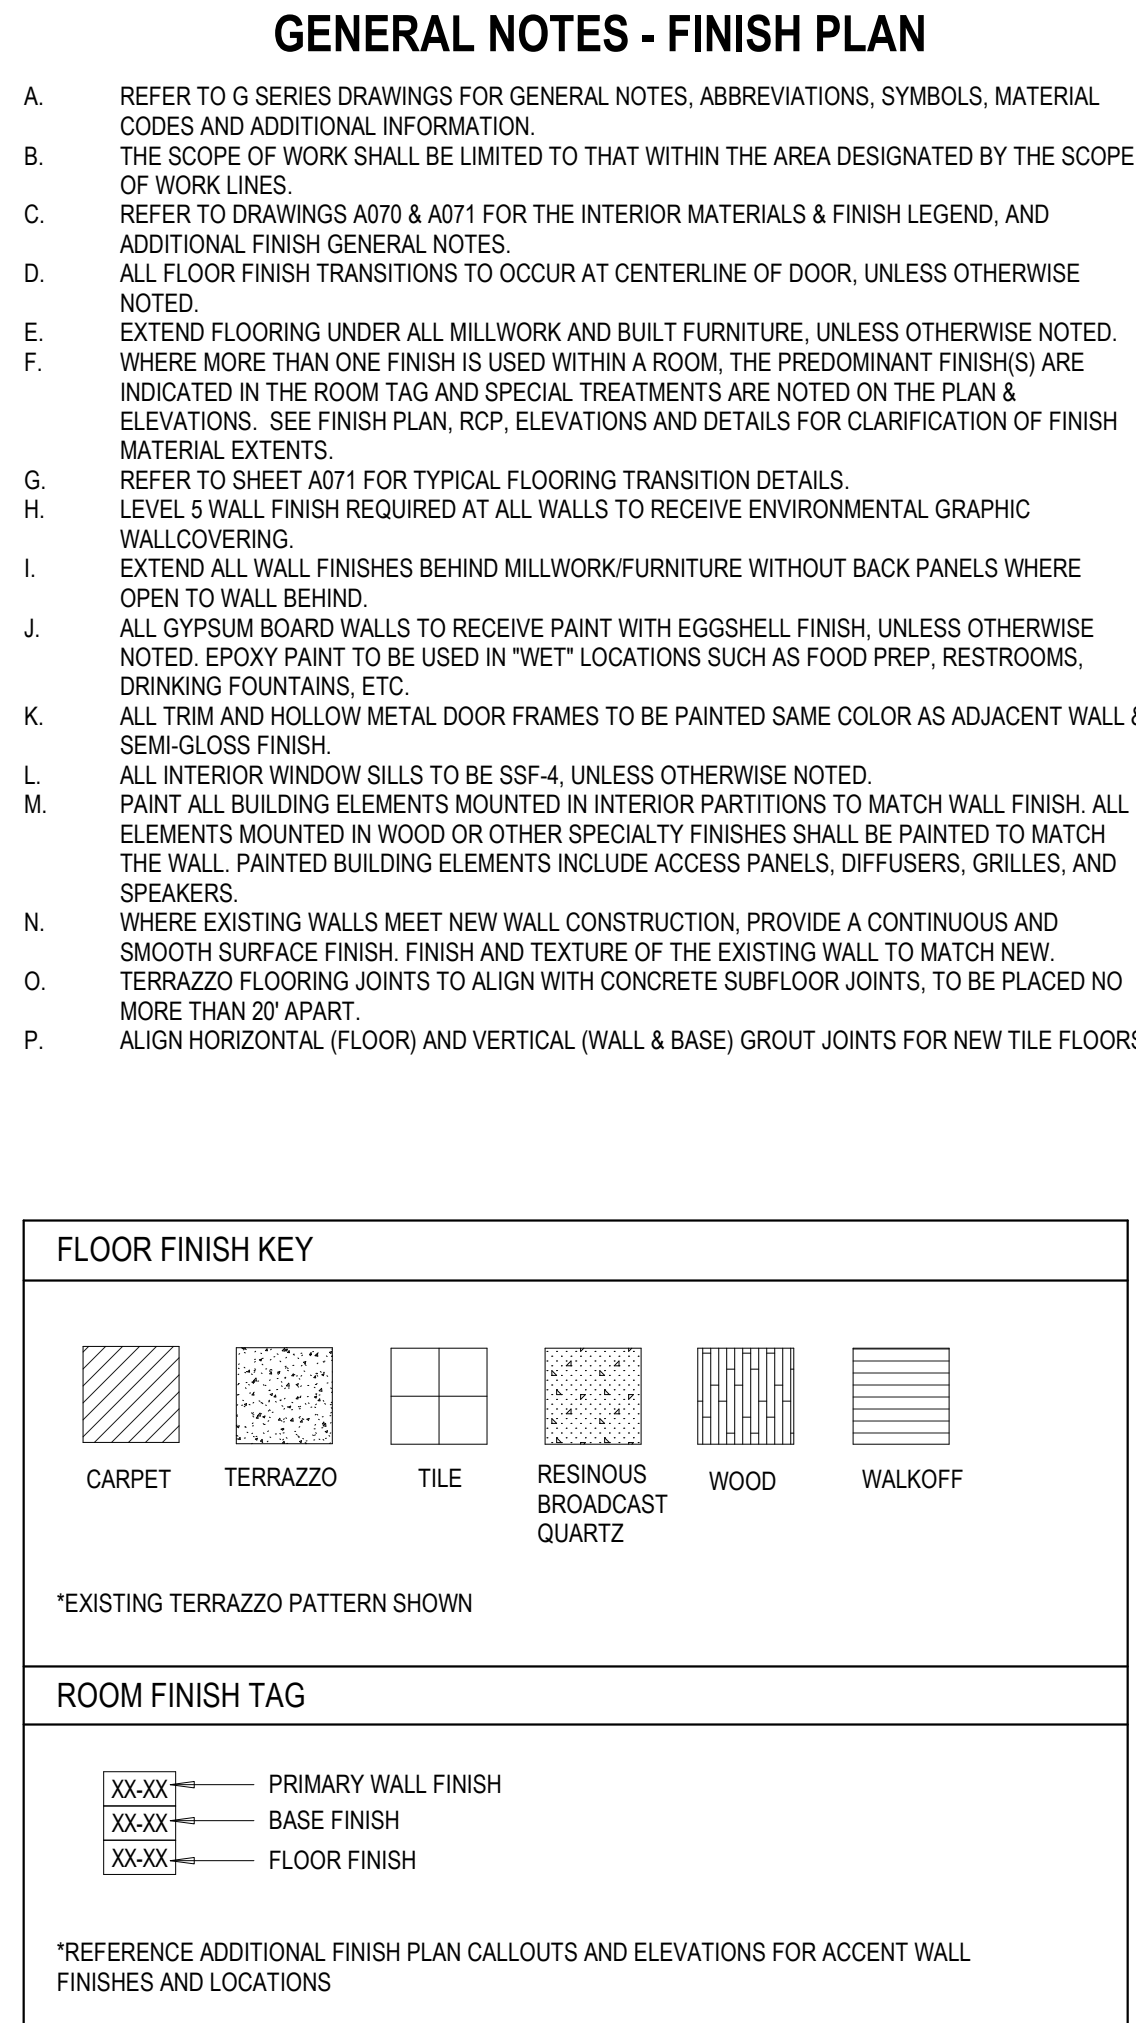 GENERAL NOTES - FINISH PLAN
A. REFER TO G SERIES DRAWINGS FOR GENERAL NOTES, ABBREVIATIONS, SYMBOLS, MATERIAL
CODES AND ADDITIONAL INFORMATION.
B. THE SCOPE OF WORK SHALL BE LIMITED TO THAT WITHIN THE AREA DESIGNATED BY THE SCOPE
OF WORK LINES.
C. REFER TO DRAWINGS A070 & A071 FOR THE INTERIOR MATERIALS & FINISH LEGEND, AND
ADDITIONAL FINISH GENERAL NOTES.
D. ALL FLOOR FINISH TRANSITIONS TO OCCUR AT CENTERLINE OF DOOR, UNLESS OTHERWISE
NOTED.
E. EXTEND FLOORING UNDER ALL MILLWORK AND BUILT FURNITURE, UNLESS OTHERWISE NOTED.
F. WHERE MORE THAN ONE FINISH IS USED WITHIN A ROOM, THE PREDOMINANT FINISH(S) ARE
INDICATED IN THE ROOM TAG AND SPECIAL TREATMENTS ARE NOTED ON THE PLAN &
ELEVATIONS. SEE FINISH PLAN, RCP, ELEVATIONS AND DETAILS FOR CLARIFICATION OF FINISH
MATERIAL EXTENTS.
G. REFER TO SHEET A071 FOR TYPICAL FLOORING TRANSITION DETAILS.
H. LEVEL 5 WALL FINISH REQUIRED AT ALL WALLS TO RECEIVE ENVIRONMENTAL GRAPHIC
WALLCOVERING.
I. EXTEND ALL WALL FINISHES BEHIND MILLWORK/FURNITURE WITHOUT BACK PANELS WHERE
OPEN TO WALL BEHIND.
J. ALL GYPSUM BOARD WALLS TO RECEIVE PAINT WITH EGGSHELL FINISH, UNLESS OTHERWISE
NOTED. EPOXY PAINT TO BE USED IN "WET" LOCATIONS SUCH AS FOOD PREP, RESTROOMS,
DRINKING FOUNTAINS, ETC.
K. ALL TRIM AND HOLLOW METAL DOOR FRAMES TO BE PAINTED SAME COLOR AS ADJACENT WALL &
SEMI-GLOSS FINISH.
L. ALL INTERIOR WINDOW SILLS TO BE SSF-4, UNLESS OTHERWISE NOTED.
M. PAINT ALL BUILDING ELEMENTS MOUNTED IN INTERIOR PARTITIONS TO MATCH WALL FINISH. ALL
ELEMENTS MOUNTED IN WOOD OR OTHER SPECIALTY FINISHES SHALL BE PAINTED TO MATCH
THE WALL. PAINTED BUILDING ELEMENTS INCLUDE ACCESS PANELS, DIFFUSERS, GRILLES, AND
SPEAKERS.
N. WHERE EXISTING WALLS MEET NEW WALL CONSTRUCTION, PROVIDE A CONTINUOUS AND
SMOOTH SURFACE FINISH. FINISH AND TEXTURE OF THE EXISTING WALL TO MATCH NEW.
O. TERRAZZO FLOORING JOINTS TO ALIGN WITH CONCRETE SUBFLOOR JOINTS, TO BE PLACED NO
MORE THAN 20' APART.
P. ALIGN HORIZONTAL (FLOOR) AND VERTICAL (WALL & BASE) GROUT JOINTS FOR NEW TILE FLOORS
FLOOR FINISH KEY
CARPET
TERRAZZO
TILE
RESINOUS
BROADCAST
QUARTZ
WOOD
WALKOFF
*EXISTING TERRAZZO PATTERN SHOWN
ROOM FINISH TAG
XX-XX PRIMARY WALL FINISH
XX-XX BASE FINISH
XX-XX FLOOR FINISH
*REFERENCE ADDITIONAL FINISH PLAN CALLOUTS AND ELEVATIONS FOR ACCENT WALL
FINISHES AND LOCATIONS